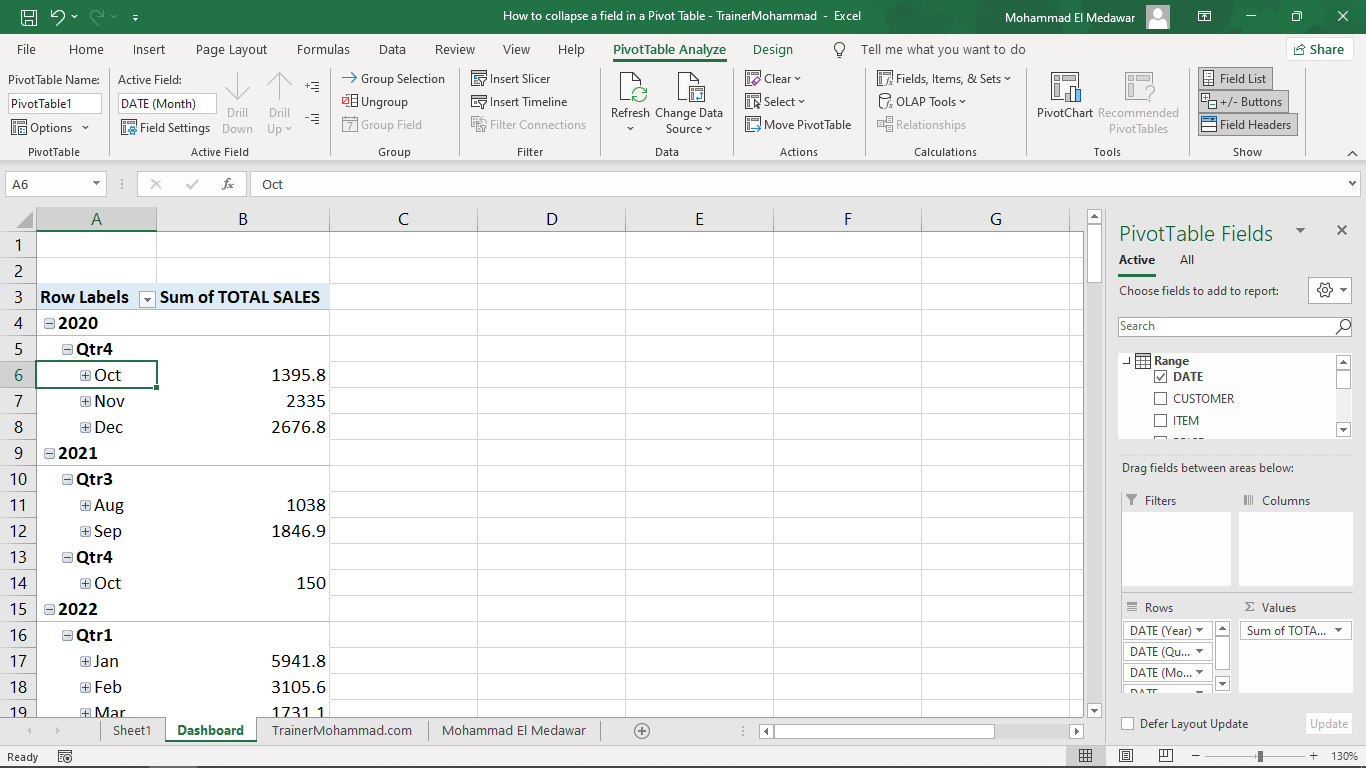 How to collapse a field in a Pivot Table - TrainerMohammad - Excel
Mohammad El Medawar
File Home Insert Page Layout Formulas Data Review View Help PivotTable Analyze Design Tell me what you want to do Share
PivotTable Name:
PivotTable1
Options
PivotTable
Active Field:
DATE (Month)
Field Settings
Drill Down
Drill Up
Active Field
Group Selection
Ungroup
Group Field
Group
Insert Slicer
Insert Timeline
Filter Connections
Filter
Refresh
Change Data Source
Data
Clear
Select
Move PivotTable
Actions
Fields, Items, & Sets
OLAP Tools
Relationships
Calculations
PivotChart
Recommended PivotTables
Tools
Field List
+/- Buttons
Field Headers
Show
A6 fx Oct
A B C D E F G
1
2
3 Row Labels Sum of TOTAL SALES
4 2020
5 Qtr4
6 Oct 1395.8
7 Nov 2335
8 Dec 2676.8
9 2021
10 Qtr3
11 Aug 1038
12 Sep 1846.9
13 Qtr4
14 Oct 150
15 2022
16 Qtr1
17 Jan 5941.8
18 Feb 3105.6
19 Mar 1731.1
PivotTable Fields
Active All
Choose fields to add to report:
Search
Range
DATE
CUSTOMER
ITEM
Drag fields between areas below:
Filters Columns
Rows Σ Values
DATE (Year) Sum of TOTA...
DATE (Qu...
DATE (Mo...
DATE
Defer Layout Update Update
Sheet1 Dashboard TrainerMohammad.com Mohammad El Medawar
Ready 130%